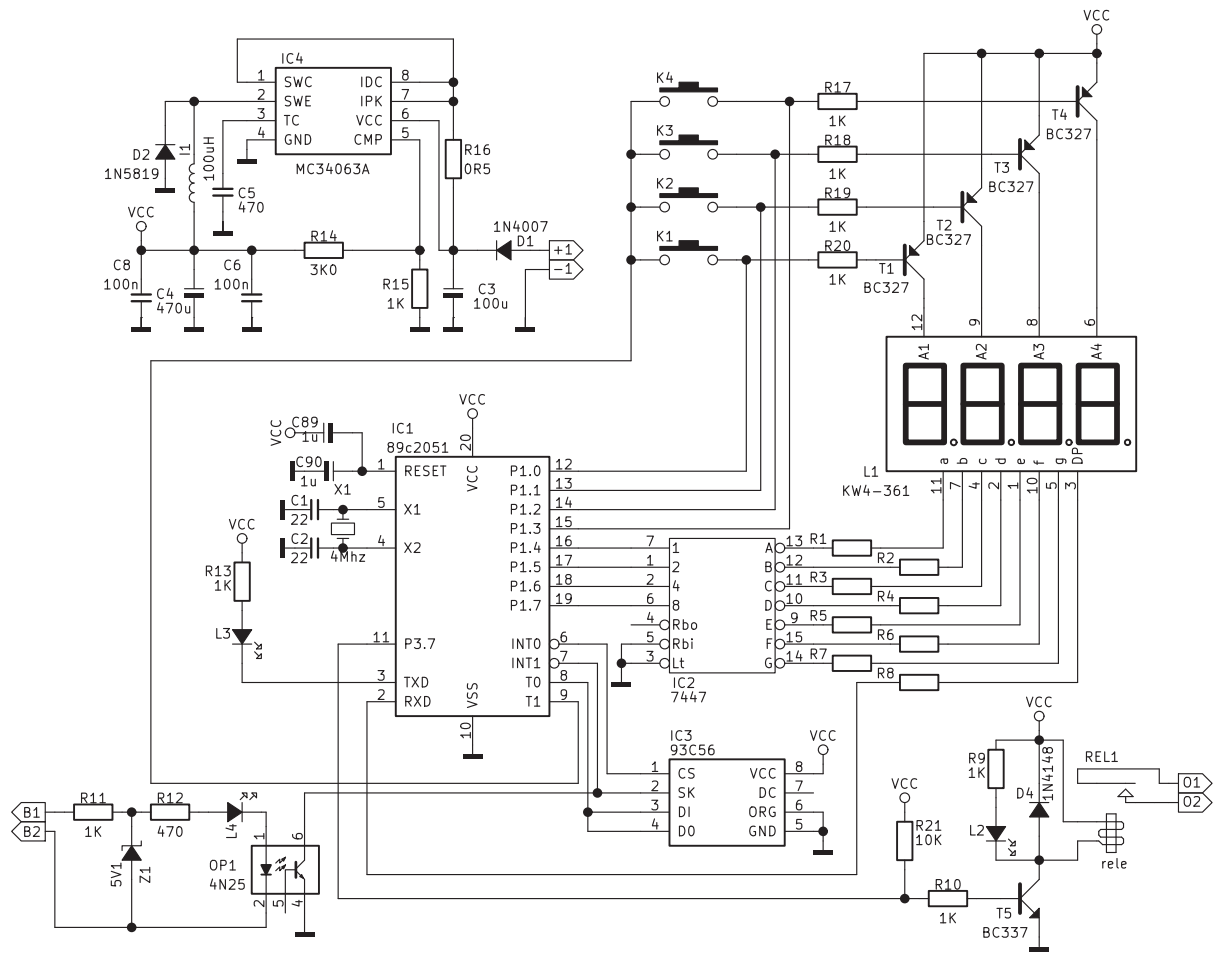 VCC
IC4
1 SWC IDC 8
2 SWE IPK 7
3 TC VCC 6
4 GND CMP 5
MC34063A
D2
1N5819
I1
100uH
C5
470
R16
0R5
VCC
R14
3K0
1N4007
D1
+1
-1
C8
100n
C4
470u
C6
100n
R15
1K
C3
100u
K4
K3
K2
K1
R17
1K
R18
1K
R19
1K
R20
1K
T4
BC327
T3
BC327
T2
BC327
T1
BC327
12 9 8 6
A1 A2 A3 A4
a b c d e f g DP
11 7 4 2 1 10 5 3
L1
KW4-361
VCC
C89
1u
C90
1u
X1
C1
22
C2
22
4Mhz
VCC
20
IC1
89c2051
VCC
1 RESET P1.0 12
P1.1 13
5 X1 P1.2 14
P1.3 15
4 X2 P1.4 16
P1.5 17
P1.6 18
P1.7 19
11 P3.7 INT0 6
INT1 7
3 TXD T0 8
2 RXD T1 9
VSS
10
VCC
R13
1K
L3
7 1 A 13 R1
1 2 B 12 R2
2 4 C 11 R3
6 8 D 10 R4
4 Rbo E 9 R5
5 Rbi F 15 R6
3 Lt G 14 R7
R8
IC2
7447
IC3
93C56
VCC
1 CS VCC 8
2 SK DC 7
3 DI ORG 6
4 DO GND 5
B1
B2
R11
1K
R12
470
L4
5V1
Z1
OP1
4N25
1
6
2
5
4
VCC
R21
10K
R10
1K
VCC
R9
1K
L2
D4
1N4148
REL1
O1
O2
rele
T5
BC337